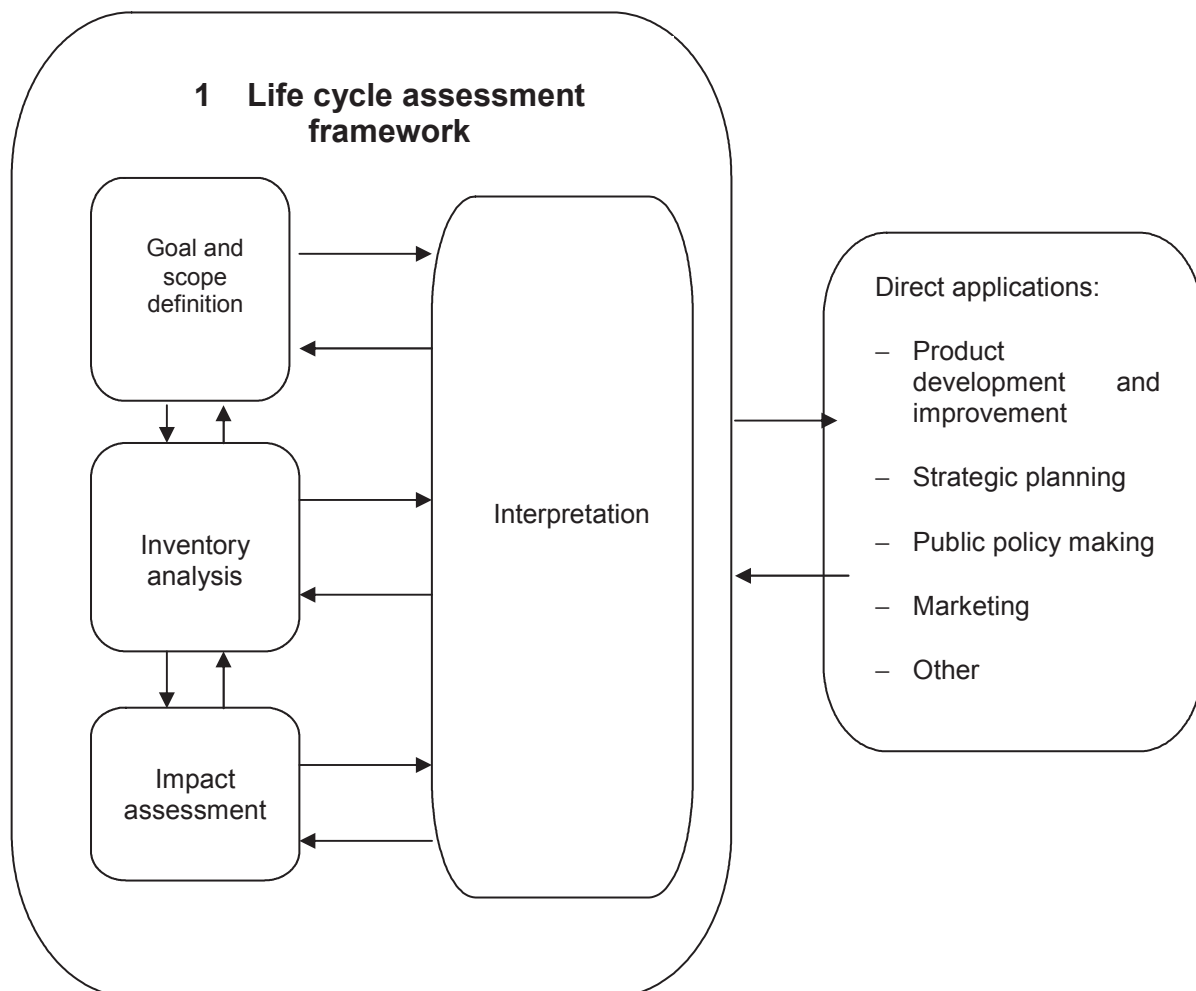 1 Life cycle assessment
framework
Goal and
scope
definition
Inventory
analysis
Impact
assessment
Interpretation
Direct applications:
– Product
development and
improvement
– Strategic planning
– Public policy making
– Marketing
– Other